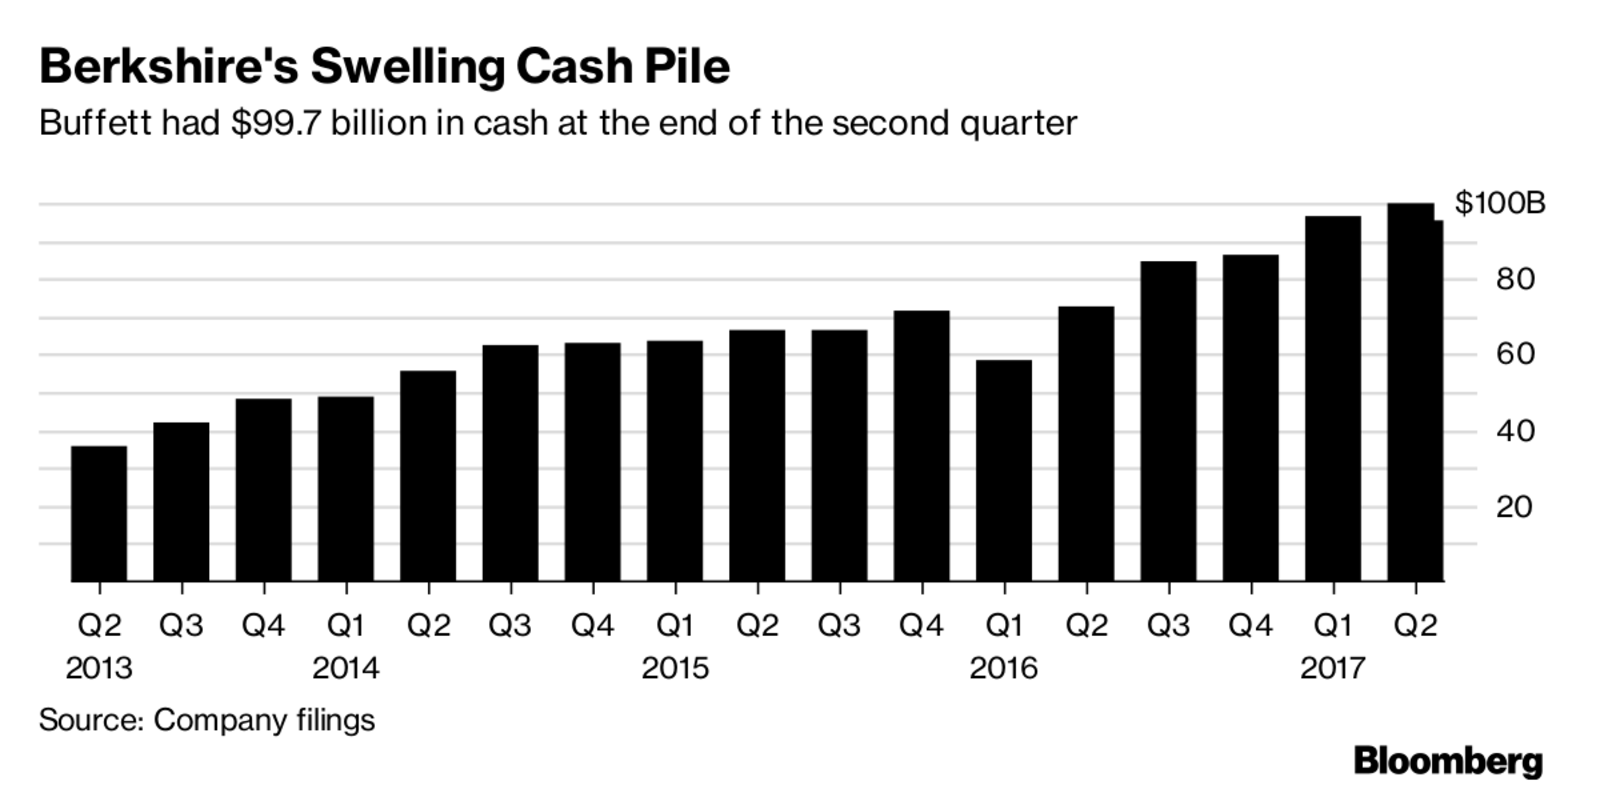 Berkshire's Swelling Cash Pile
Buffett had $99.7 billion in cash at the end of the second quarter
$100B
80
60
40
20
Q2 Q3 Q4 Q1 Q2 Q3 Q4 Q1 Q2 Q3 Q4 Q1 Q2 Q3 Q4 Q1 Q2
2013 2014 2015 2016 2017
Source: Company filings
Bloomberg